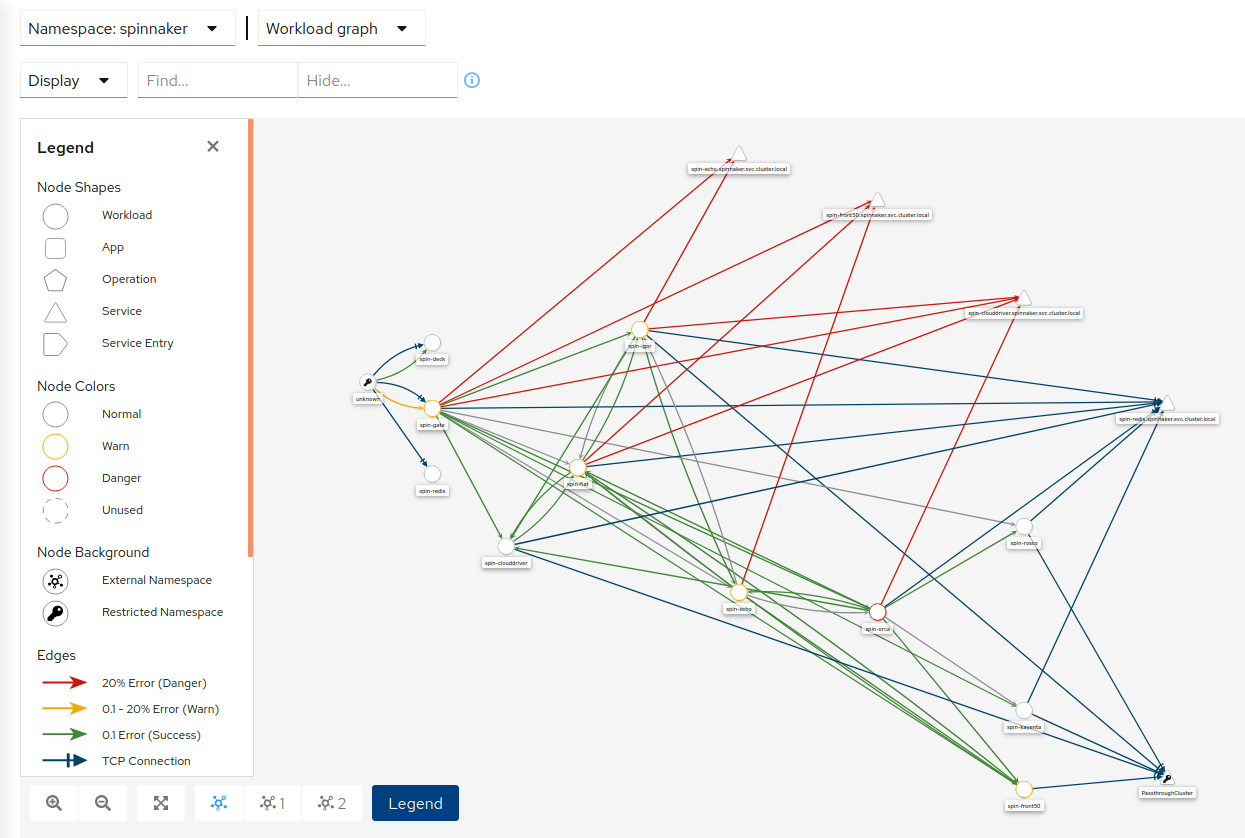 Namespace: spinnaker
Workload graph
Display
Find...
Hide...
Legend
Node Shapes
Workload
App
Operation
Service
Service Entry
Node Colors
Normal
Warn
Danger
Unused
Node Background
External Namespace
Restricted Namespace
Edges
20% Error (Danger)
0.1 - 20% Error (Warn)
0.1 Error (Success)
TCP Connection
spin-echo.spinnaker.svc.cluster.local
spin-front50.spinnaker.svc.cluster.local
spin-clouddriver.spinnaker.svc.cluster.local
spin-igor
spin-deck
unknown
spin-gate
spin-redis.spinnaker.svc.cluster.local
spin-fiat
spin-redis
spin-rosco
spin-clouddriver
spin-echo
spin-orca
spin-kayenta
PassthroughCluster
spin-front50
1
2
Legend